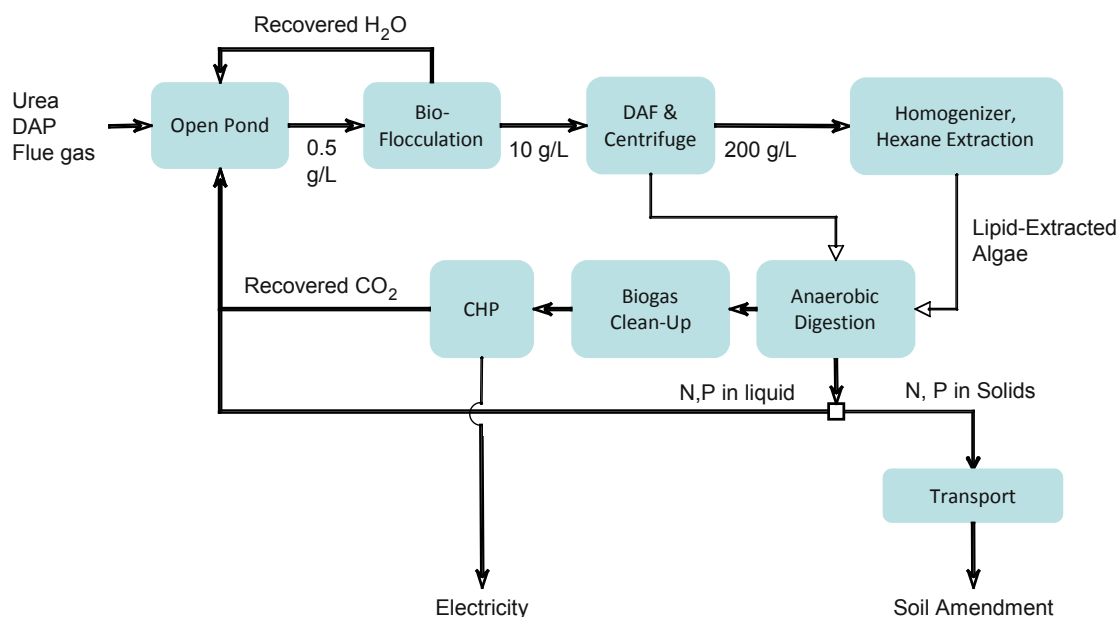 Recovered H₂O
Urea
DAP
Flue gas
Open Pond
0.5
g/L
Bio-
Flocculation
10 g/L
DAF &
Centrifuge
200 g/L
Homogenizer,
Hexane Extraction
Lipid-Extracted
Algae
Recovered CO₂
CHP
Biogas
Clean-Up
Anaerobic
Digestion
N,P in liquid
N, P in Solids
Transport
Electricity
Soil Amendment